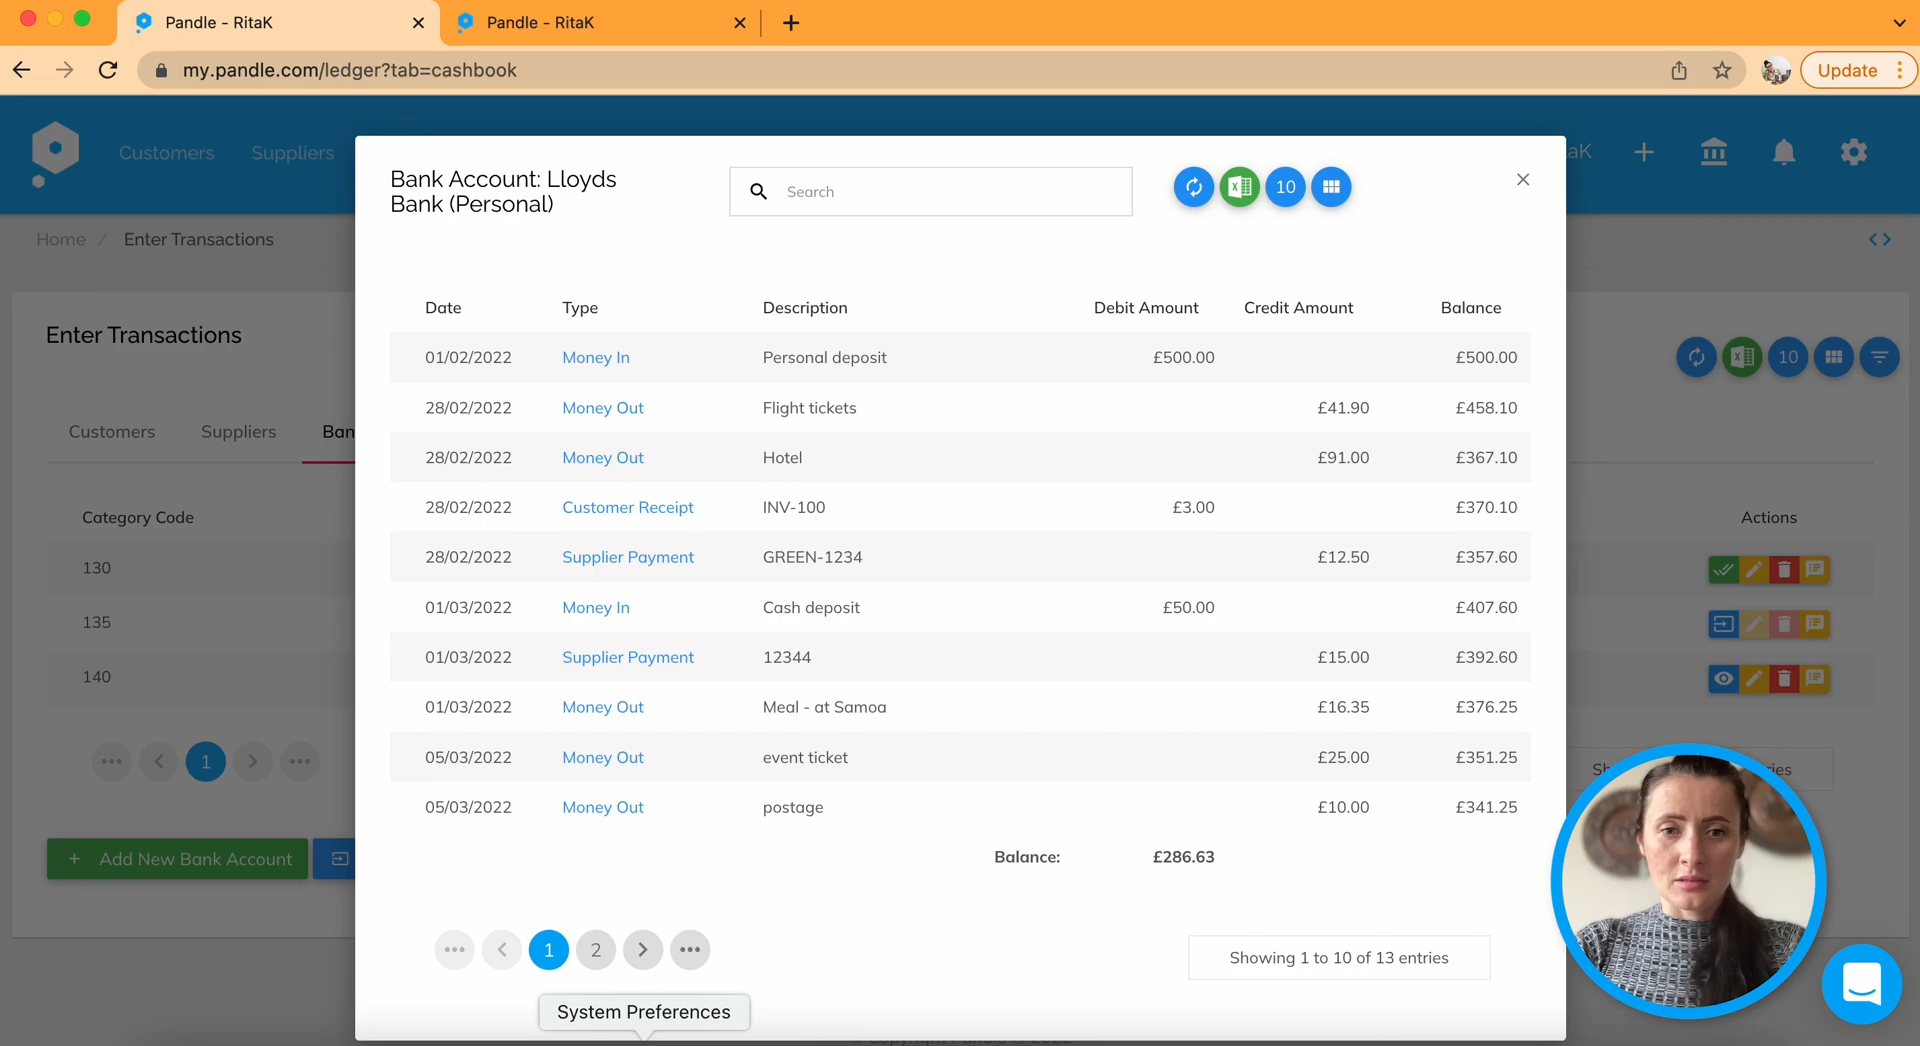 Pandle - RitaK
Pandle - RitaK
my.pandle.com/ledger?tab=cashbook
Update
Customers
Suppliers
aK
Bank Account: Lloyds
Bank (Personal)
Search
10
Home / Enter Transactions
Enter Transactions
10
Customers
Suppliers
Ban
Category Code
Actions
130
135
140
1
Add New Bank Account
Date Type Description Debit Amount Credit Amount Balance
01/02/2022 Money In Personal deposit £500.00 £500.00
28/02/2022 Money Out Flight tickets £41.90 £458.10
28/02/2022 Money Out Hotel £91.00 £367.10
28/02/2022 Customer Receipt INV-100 £3.00 £370.10
28/02/2022 Supplier Payment GREEN-1234 £12.50 £357.60
01/03/2022 Money In Cash deposit £50.00 £407.60
01/03/2022 Supplier Payment 12344 £15.00 £392.60
01/03/2022 Money Out Meal - at Samoa £16.35 £376.25
05/03/2022 Money Out event ticket £25.00 £351.25
05/03/2022 Money Out postage £10.00 £341.25
Balance: £286.63
1 2
Showing 1 to 10 of 13 entries
System Preferences